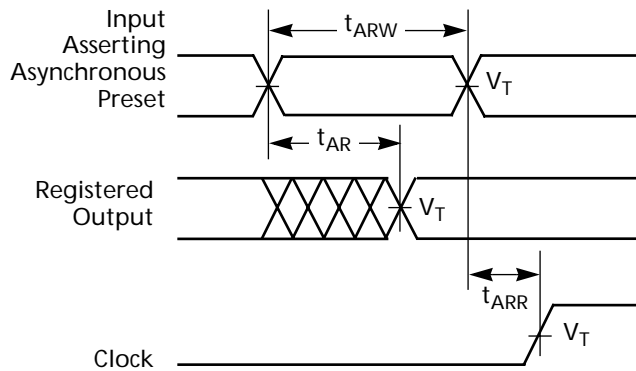 Input
Asserting
Asynchronous
Preset
tARW
VT
tAR
Registered
Output
VT
tARR
VT
Clock